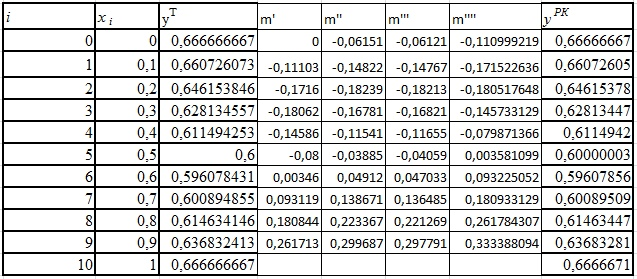 i x i y T m' m'' m''' m'''' y PK
0 0 0,666666667 0 -0,06151 -0,06121 -0,110999219 0,66666667
1 0,1 0,660726073 -0,11103 -0,14822 -0,14767 -0,171522636 0,66072605
2 0,2 0,646153846 -0,1716 -0,18239 -0,18213 -0,180517648 0,64615378
3 0,3 0,628134557 -0,18062 -0,16781 -0,16821 -0,145733129 0,62813447
4 0,4 0,611494253 -0,14586 -0,11541 -0,11655 -0,079871366 0,6114942
5 0,5 0,6 -0,08 -0,03885 -0,04059 0,003581099 0,60000003
6 0,6 0,596078431 0,00346 0,04912 0,047033 0,093225052 0,59607856
7 0,7 0,600894855 0,093119 0,138671 0,136485 0,180933129 0,60089509
8 0,8 0,614634146 0,180844 0,223367 0,221269 0,261784307 0,61463447
9 0,9 0,636832413 0,261713 0,299687 0,297791 0,333388094 0,63683281
10 1 0,666666667 0,6666671